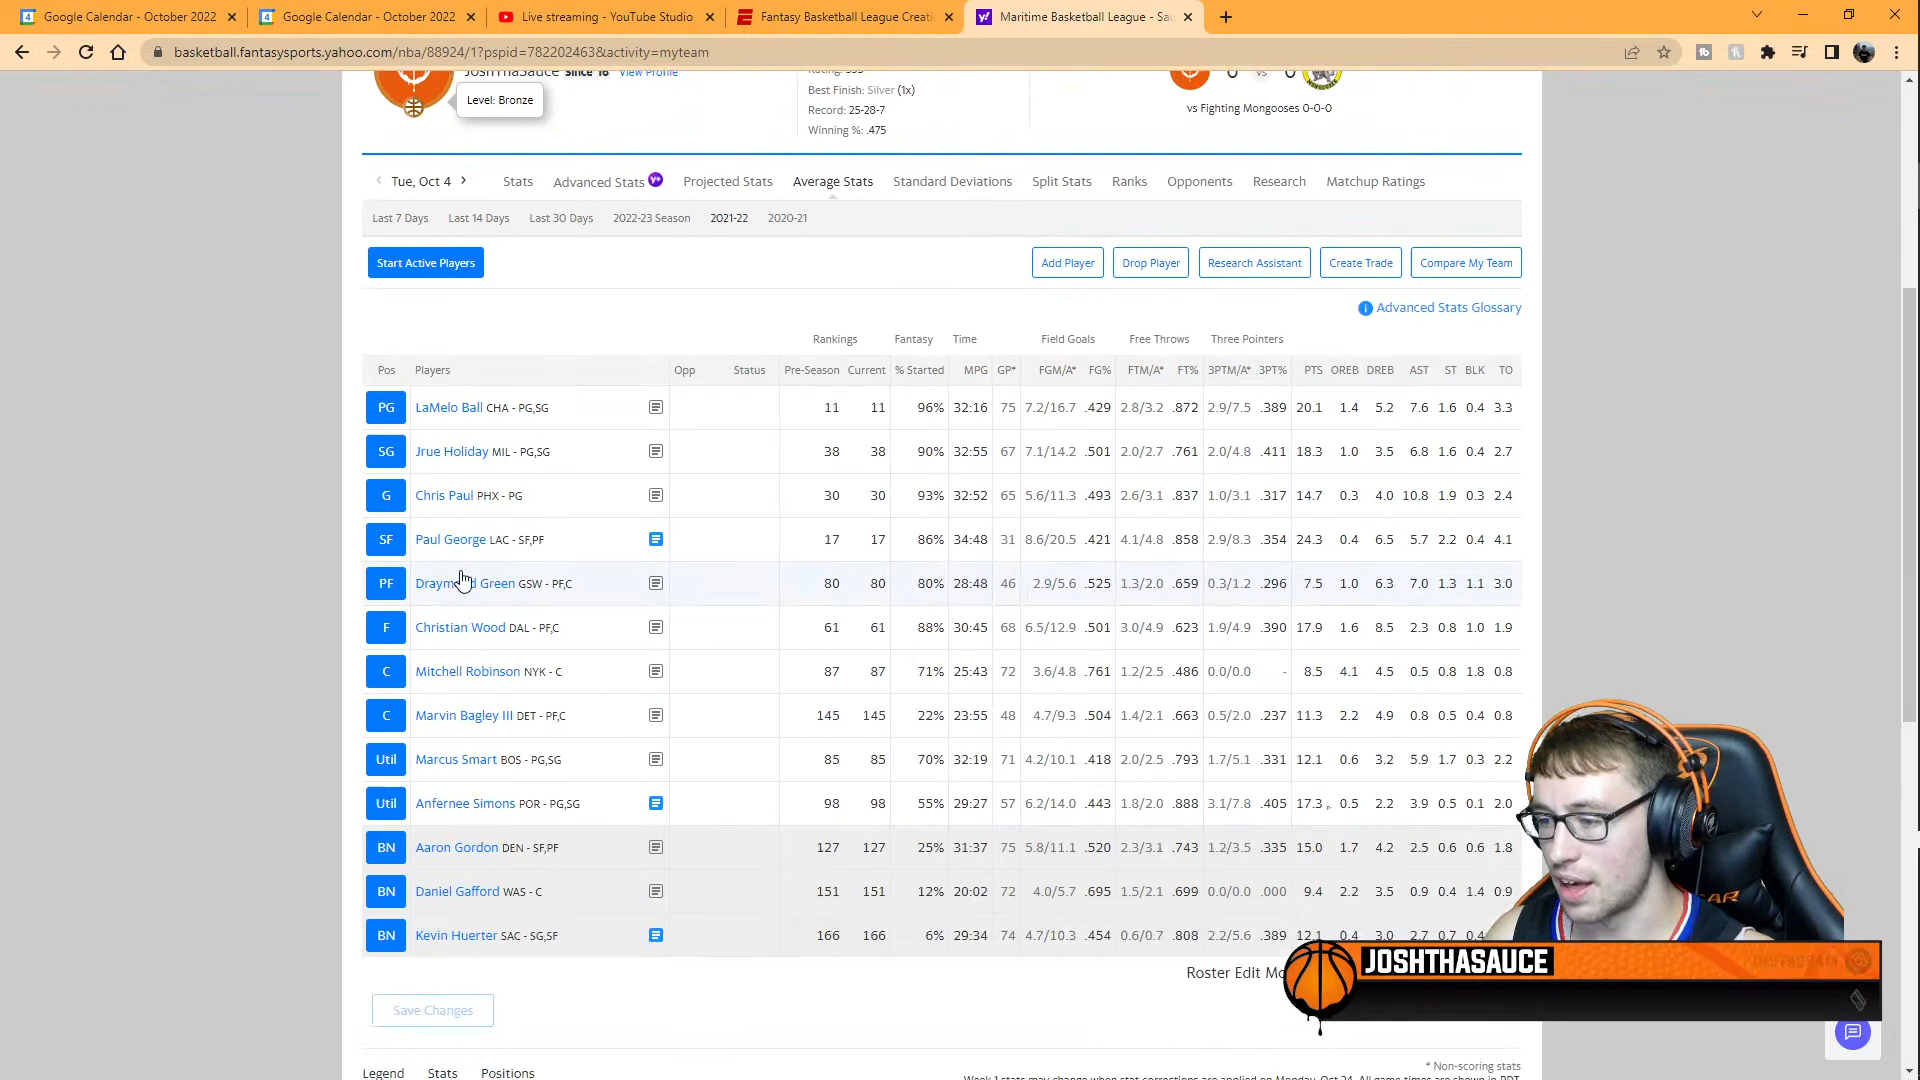 Google Calendar - October 2022
Google Calendar - October 2022
Live streaming - YouTube Studio
Fantasy Basketball League Creati
Maritime Basketball League - Sau
basketball.fantasysports.yahoo.com/nba/88924/1?pspid=782202463&activity=myteam
JoshThaSauce Since '16 View Profile
Level: Bronze
Best Finish: Silver (1x)
Record: 25-28-7
Winning %: .475
0 vs 0
vs Fighting Mongooses 0-0-0
Tue, Oct 4 Stats Advanced Stats Projected Stats Average Stats Standard Deviations Split Stats Ranks Opponents Research Matchup Ratings
Last 7 Days Last 14 Days Last 30 Days 2022-23 Season 2021-22 2020-21
Start Active Players Add Player Drop Player Research Assistant Create Trade Compare My Team
Advanced Stats Glossary
Rankings Fantasy Time Field Goals Free Throws Three Pointers
Pos Players Opp Status Pre-Season Current % Started MPG GP* FGM/A* FG% FTM/A* FT% 3PTM/A* 3PT% PTS OREB DREB AST ST BLK TO
PG LaMelo Ball CHA - PG,SG 11 11 96% 32:16 75 7.2/16.7 .429 2.8/3.2 .872 2.9/7.5 .389 20.1 1.4 5.2 7.6 1.6 0.4 3.3
SG Jrue Holiday MIL - PG,SG 38 38 90% 32:55 67 7.1/14.2 .501 2.0/2.7 .761 2.0/4.8 .411 18.3 1.0 3.5 6.8 1.6 0.4 2.7
G Chris Paul PHX - PG 30 30 93% 32:52 65 5.6/11.3 .493 2.6/3.1 .837 1.0/3.1 .317 14.7 0.3 4.0 10.8 1.9 0.3 2.4
SF Paul George LAC - SF,PF 17 17 86% 34:48 31 8.6/20.5 .421 4.1/4.8 .858 2.9/8.3 .354 24.3 0.4 6.5 5.7 2.2 0.4 4.1
PF Draymond Green GSW - PF,C 80 80 80% 28:48 46 2.9/5.6 .525 1.3/2.0 .659 0.3/1.2 .296 7.5 1.0 6.3 7.0 1.3 1.1 3.0
F Christian Wood DAL - PF,C 61 61 88% 30:45 68 6.5/12.9 .501 3.0/4.9 .623 1.9/4.9 .390 17.9 1.6 8.5 2.3 0.8 1.0 1.9
C Mitchell Robinson NYK - C 87 87 71% 25:43 72 3.6/4.8 .761 1.2/2.5 .486 0.0/0.0 - 8.5 4.1 4.5 0.5 0.8 1.8 0.8
C Marvin Bagley III DET - PF,C 145 145 22% 23:55 48 4.7/9.3 .504 1.4/2.1 .663 0.5/2.0 .237 11.3 2.2 4.9 0.8 0.5 0.4 0.8
Util Marcus Smart BOS - PG,SG 85 85 70% 32:19 71 4.2/10.1 .418 2.0/2.5 .793 1.7/5.1 .331 12.1 0.6 3.2 5.9 1.7 0.3 2.2
Util Anfernee Simons POR - PG,SG 98 98 55% 29:27 57 6.2/14.0 .443 1.8/2.0 .888 3.1/7.8 .405 17.3 0.5 2.2 3.9 0.5 0.1 2.0
BN Aaron Gordon DEN - SF,PF 127 127 25% 31:37 75 5.8/11.1 .520 2.3/3.1 .743 1.2/3.5 .335 15.0 1.7 4.2 2.5 0.6 0.6 1.8
BN Daniel Gafford WAS - C 151 151 12% 20:02 72 4.0/5.7 .695 1.5/2.1 .699 0.0/0.0 .000 9.4 2.2 3.5 0.9 0.4 1.4 0.9
BN Kevin Huerter SAC - SG,SF 166 166 6% 29:34 74 4.7/10.3 .454 0.6/0.7 .808 2.2/5.6 .389 12.1 0.4 3.0 2.7 0.7 0.4
Roster Edit Mo
JOSHTHASAUCE
Save Changes
* Non-scoring stats
Legend Stats Positions